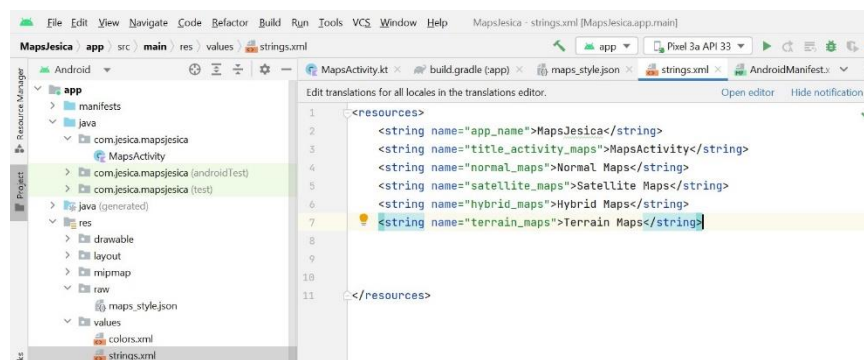 File Edit View Navigate Code Refactor Build Run Tools VCS Window Help MapsJesica - strings.xml [MapsJesica.app.main]
MapsJesica app src main res values strings.xml app Pixel 3a API 33
Android MapsActivity.kt build.gradle (:app) maps_style.json strings.xml AndroidManifest.x
Resource Manager
Project
app
manifests
java
com.jesica.mapsjesica
MapsActivity
com.jesica.mapsjesica (androidTest)
com.jesica.mapsjesica (test)
java (generated)
res
drawable
layout
mipmap
raw
maps_style.json
values
colors.xml
strings.xml
Edit translations for all locales in the translations editor. Open editor Hide notification
1 <resources>
2 <string name="app_name">MapsJesica</string>
3 <string name="title_activity_maps">MapsActivity</string>
4 <string name="normal_maps">Normal Maps</string>
5 <string name="satellite_maps">Satellite Maps</string>
6 <string name="hybrid_maps">Hybrid Maps</string>
7 <string name="terrain_maps">Terrain Maps</string>
8
9
10
11 </resources>